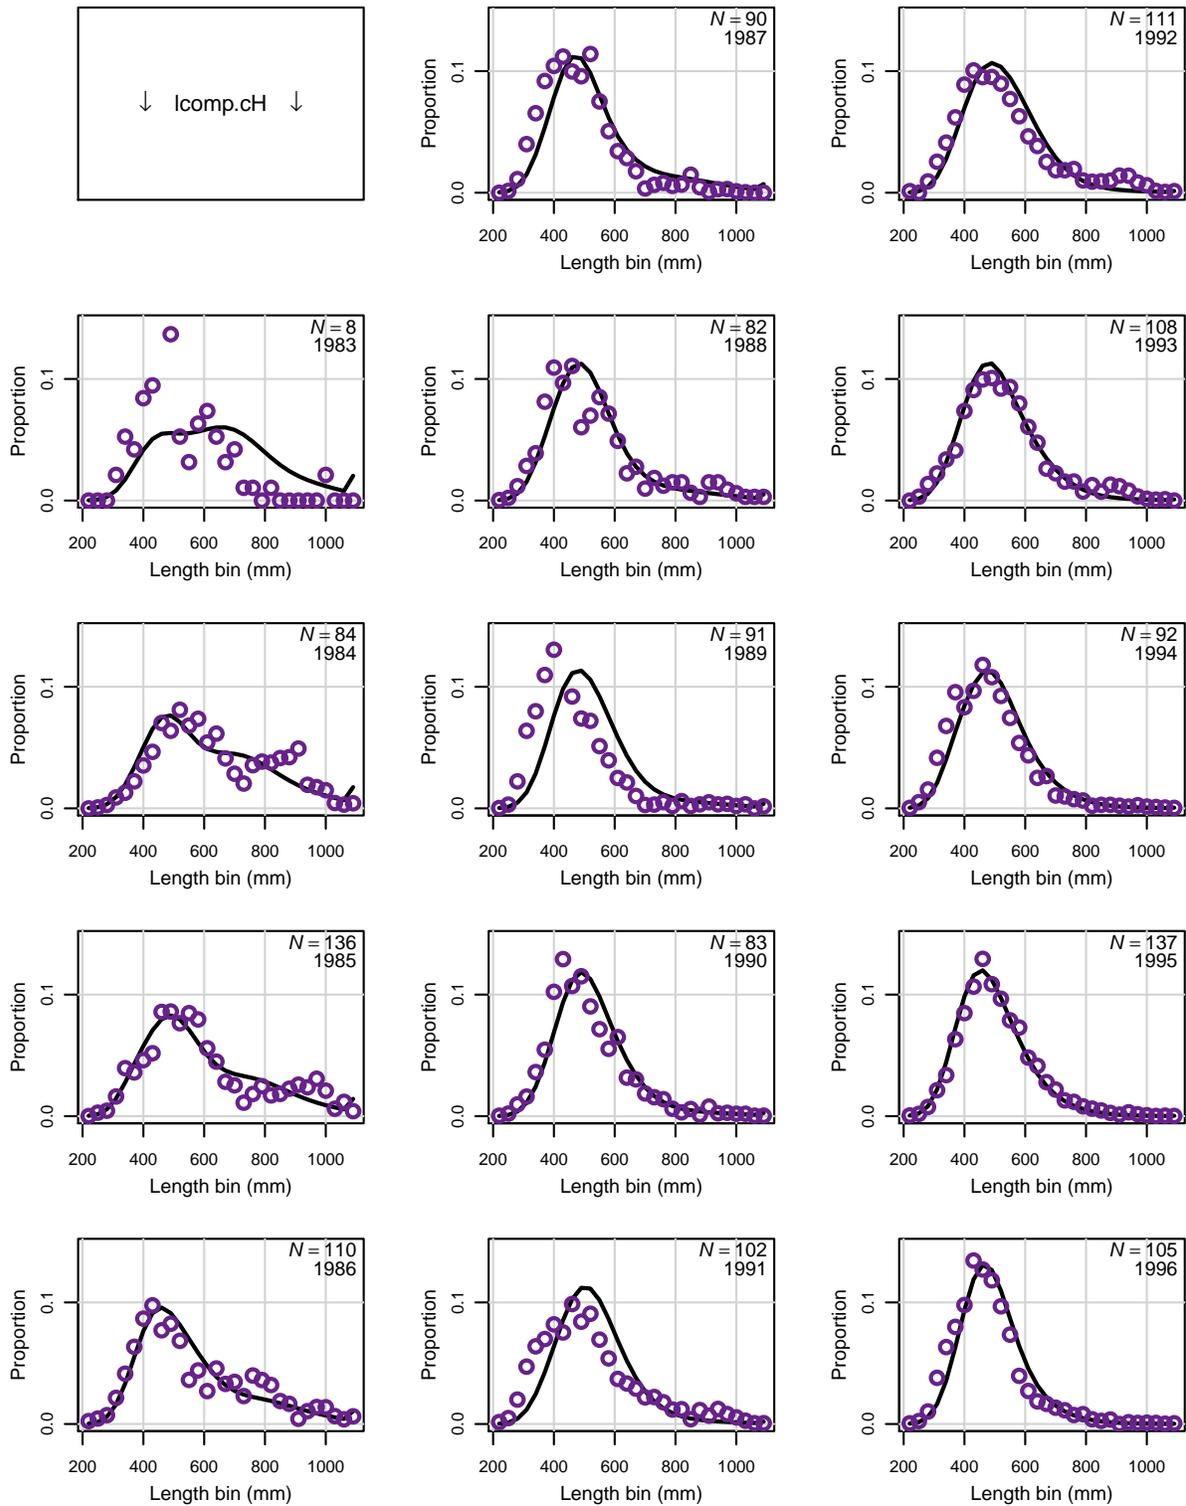 ↓ lcomp.cH ↓
N = 8
1983
0.0 0.1
Proportion
200 400 600 800 1000
Length bin (mm)
N = 84
1984
0.0 0.1
Proportion
200 400 600 800 1000
Length bin (mm)
N = 136
1985
0.0 0.1
Proportion
200 400 600 800 1000
Length bin (mm)
N = 110
1986
0.0 0.1
Proportion
200 400 600 800 1000
Length bin (mm)
N = 90
1987
0.0 0.1
Proportion
200 400 600 800 1000
Length bin (mm)
N = 82
1988
0.0 0.1
Proportion
200 400 600 800 1000
Length bin (mm)
N = 91
1989
0.0 0.1
Proportion
200 400 600 800 1000
Length bin (mm)
N = 83
1990
0.0 0.1
Proportion
200 400 600 800 1000
Length bin (mm)
N = 102
1991
0.0 0.1
Proportion
200 400 600 800 1000
Length bin (mm)
N = 111
1992
0.0 0.1
Proportion
200 400 600 800 1000
Length bin (mm)
N = 108
1993
0.0 0.1
Proportion
200 400 600 800 1000
Length bin (mm)
N = 92
1994
0.0 0.1
Proportion
200 400 600 800 1000
Length bin (mm)
N = 137
1995
0.0 0.1
Proportion
200 400 600 800 1000
Length bin (mm)
N = 105
1996
0.0 0.1
Proportion
200 400 600 800 1000
Length bin (mm)